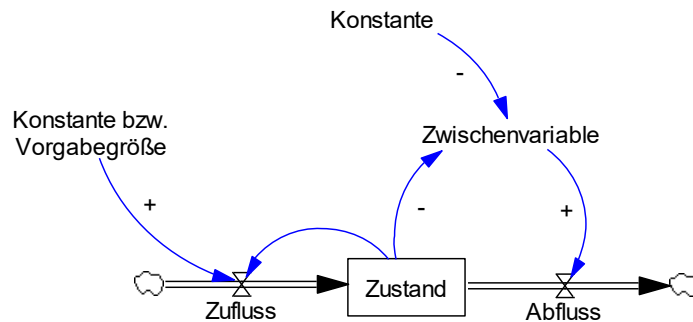 Konstante
-
Konstante bzw.
Vorgabegröße
Zwischenvariable
+
-
+
Zustand
Zufluss
Abfluss